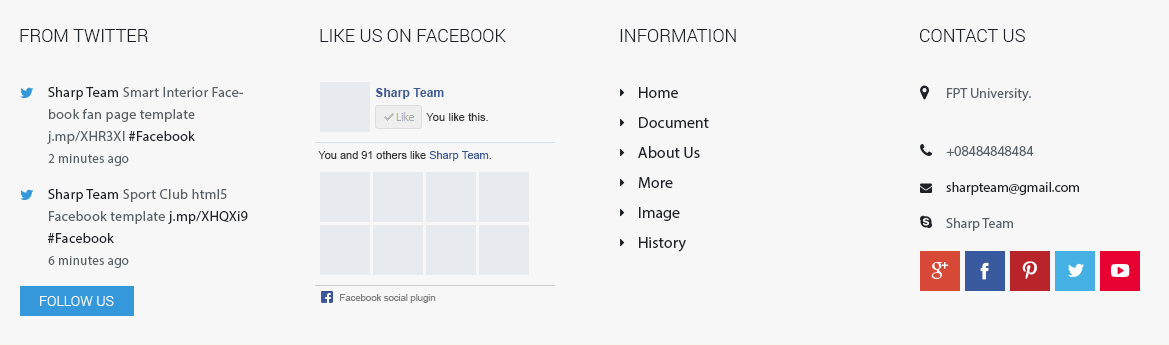 FROM TWITTER
Sharp Team Smart Interior Face-
book fan page template
j.mp/XHR3XI #Facebook
2 minutes ago
Sharp Team Sport Club html5
Facebook template j.mp/XHQXi9
#Facebook
6 minutes ago
FOLLOW US
LIKE US ON FACEBOOK
Sharp Team
Like You like this.
You and 91 others like Sharp Team.
Facebook social plugin
INFORMATION
Home
Document
About Us
More
Image
History
CONTACT US
FPT University.
+08484848484
sharpteam@gmail.com
Sharp Team